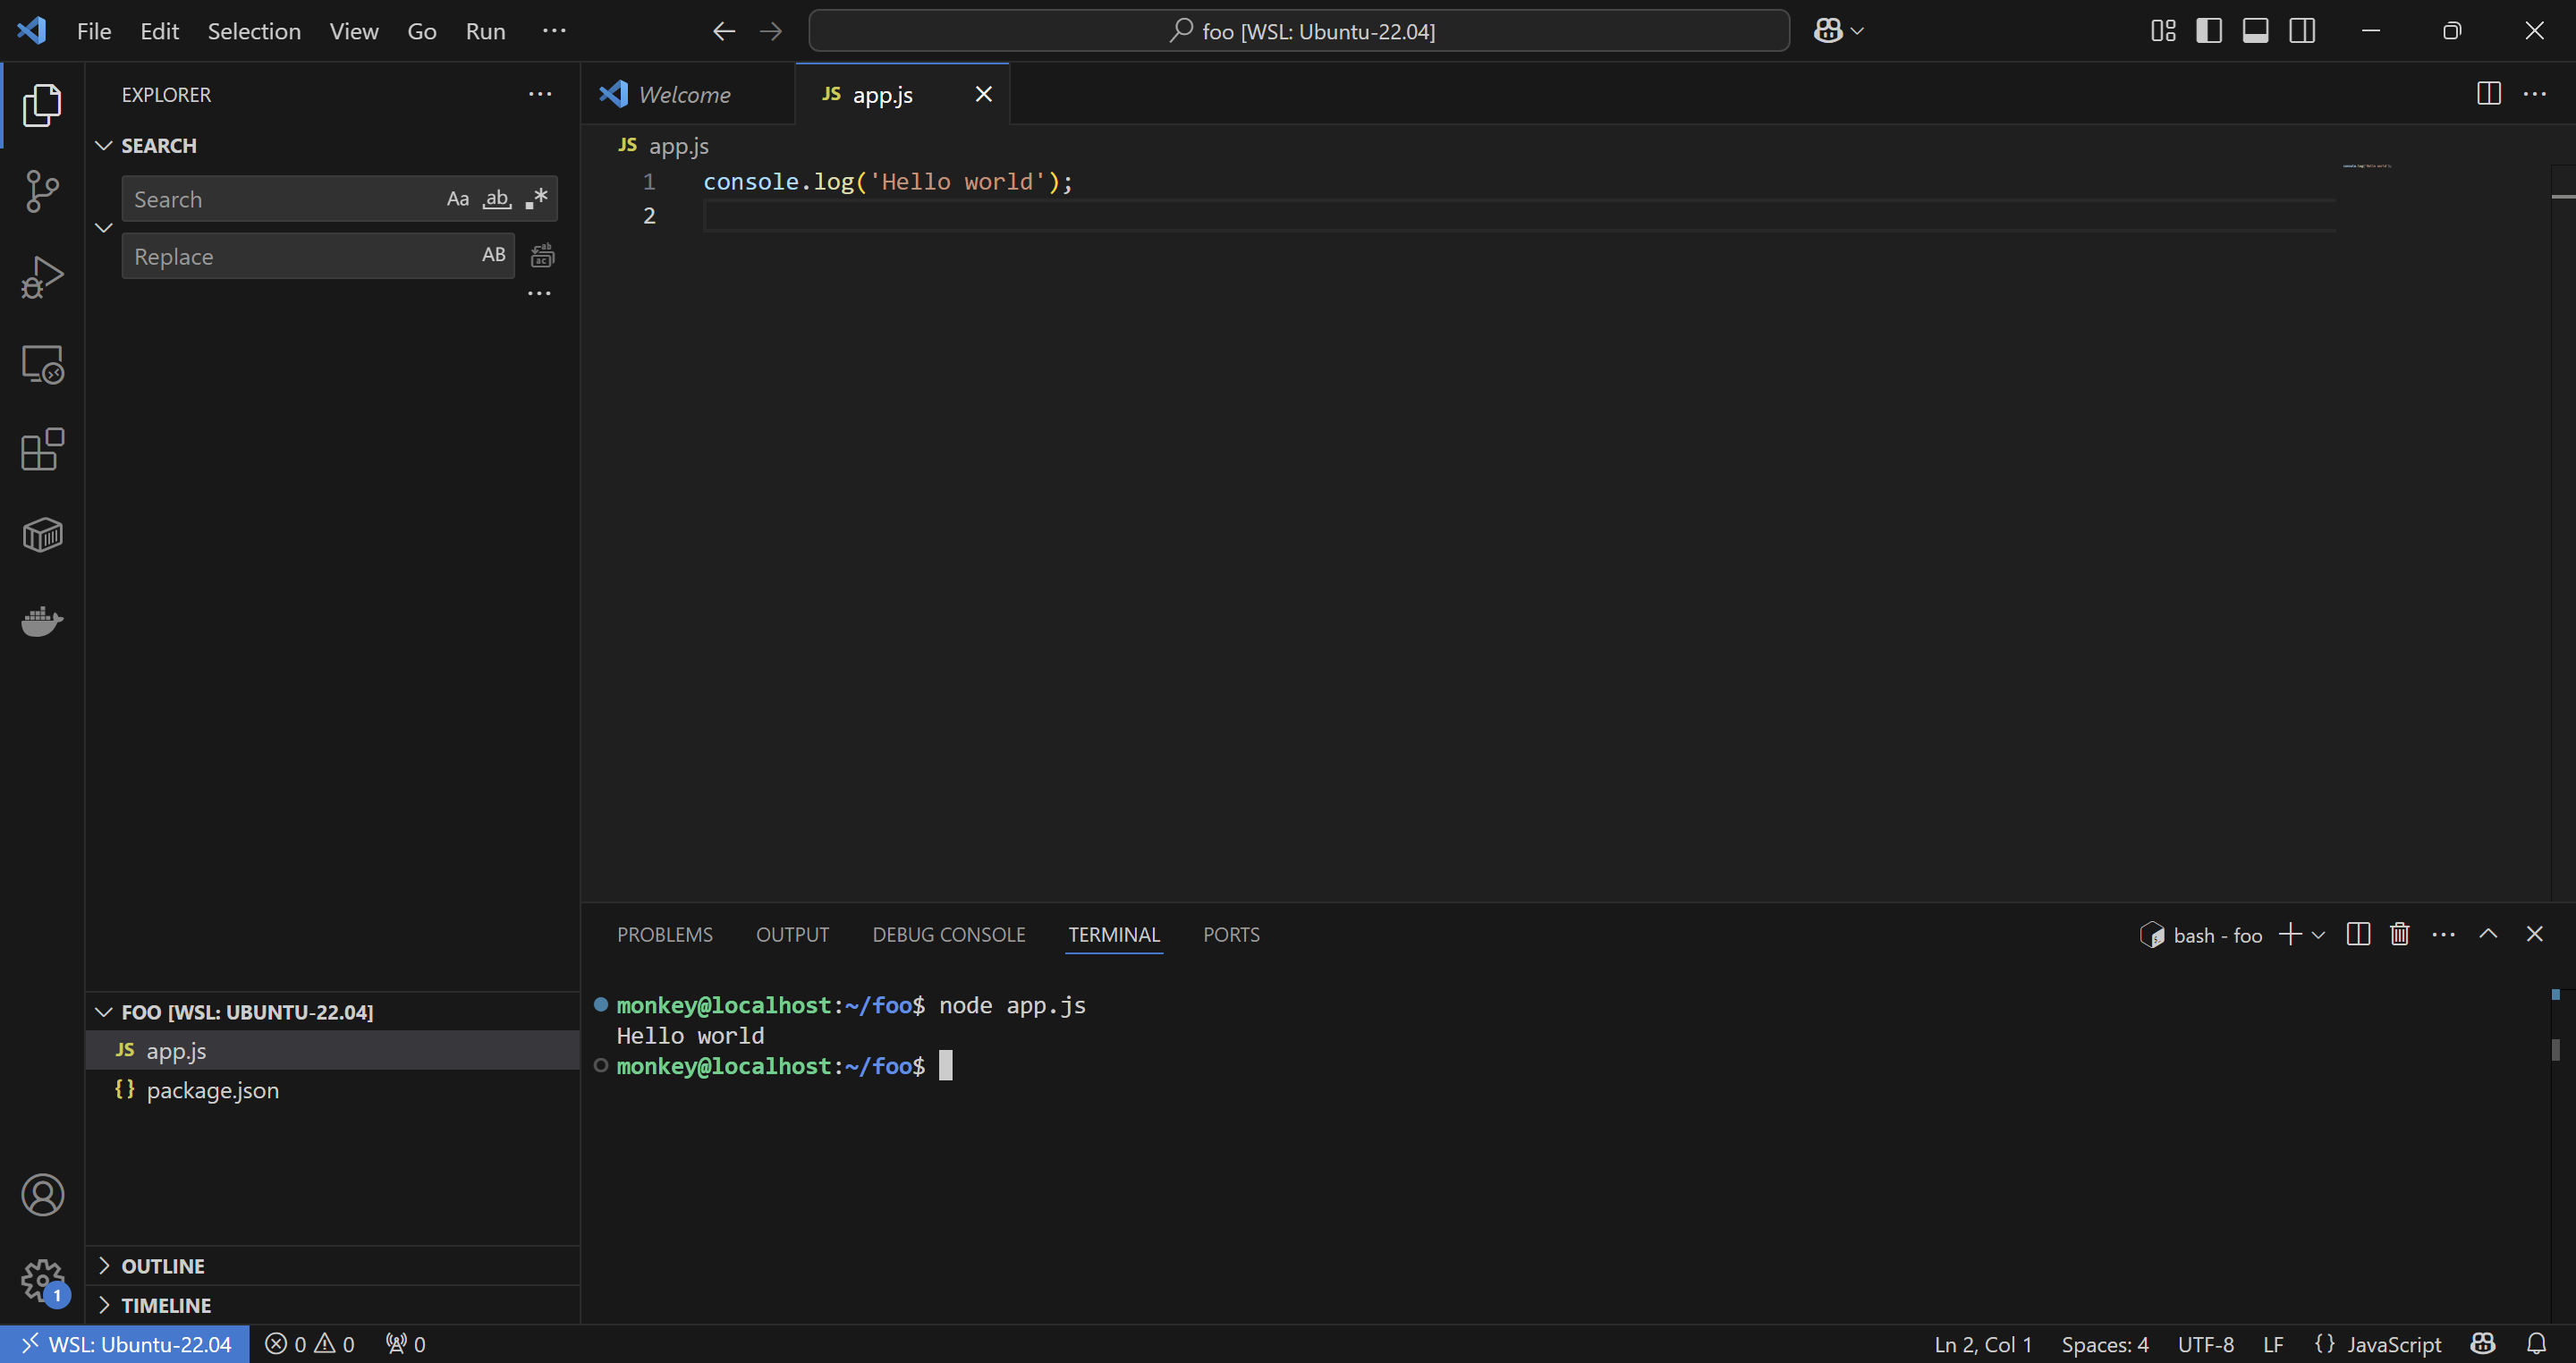 File Edit Selection View Go Run ···
foo [WSL: Ubuntu-22.04]
EXPLORER
SEARCH
Search Aa ab .*
Replace AB
FOO [WSL: UBUNTU-22.04]
JS app.js
{} package.json
OUTLINE
TIMELINE
1
Welcome
JS app.js
JS app.js
1 console.log('Hello world');
2
PROBLEMS OUTPUT DEBUG CONSOLE TERMINAL PORTS
bash - foo
monkey@localhost:~/foo$ node app.js
Hello world
monkey@localhost:~/foo$
WSL: Ubuntu-22.04 0 0 0
Ln 2, Col 1 Spaces: 4 UTF-8 LF {} JavaScript